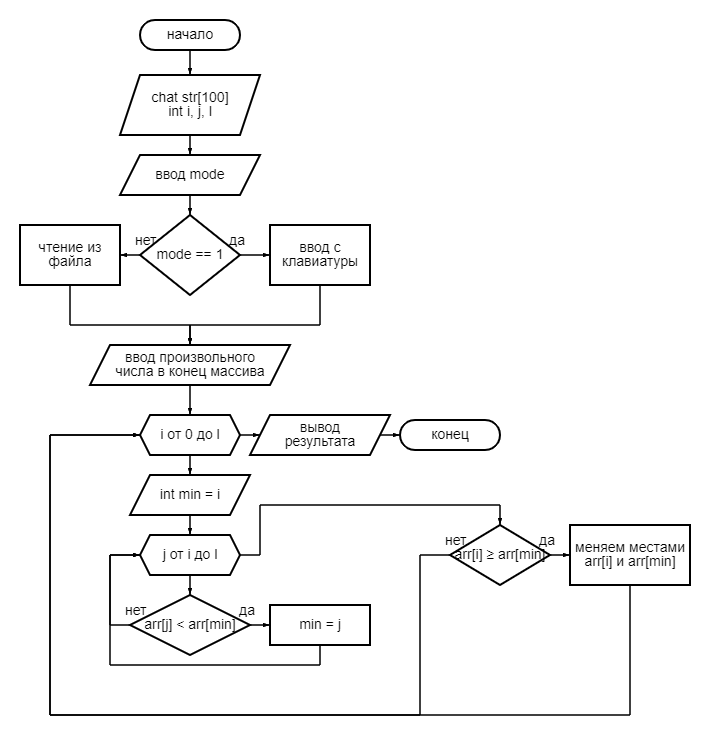 начало
chat str[100]
int i, j, l
ввод mode
нет
да
mode == 1
чтение из
файла
ввод с
клавиатуры
ввод произвольного
числа в конец массива
i от 0 до l
вывод
результата
конец
int min = i
j от i до l
нет
да
arr[i] ≥ arr[min]
меняем местами
arr[i] и arr[min]
нет
да
arr[j] < arr[min]
min = j